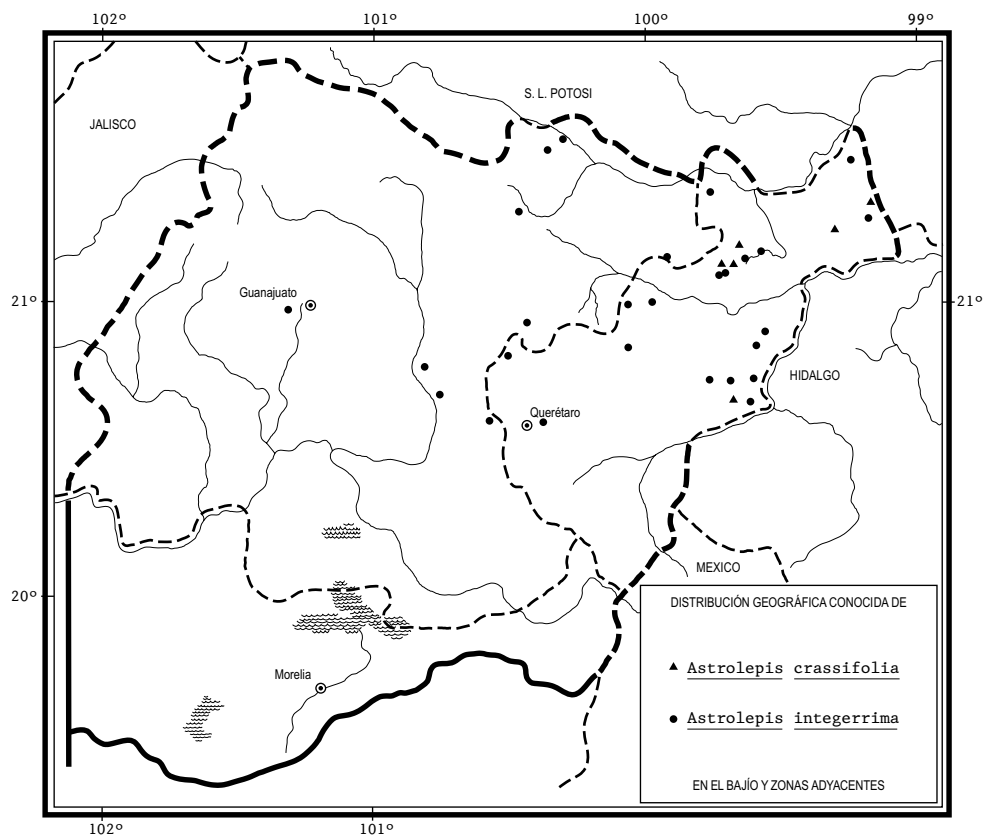 102° 101° 100° 99°
S. L. POTOSI
JALISCO
Guanajuato
21° 21°
HIDALGO
Querétaro
MEXICO
20°
DISTRIBUCIÓN GEOGRÁFICA CONOCIDA DE
Astrolepis crassifolia
Morelia
Astrolepis integerrima
EN EL BAJÍO Y ZONAS ADYACENTES
102° 101°